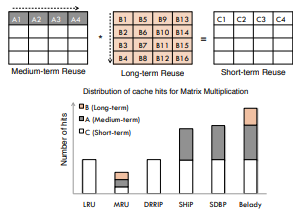 A1 A2 A3 A4
*
B1 B5 B9 B13
B2 B6 B10 B14
B3 B7 B11 B15
B4 B8 B12 B16
=
C1 C2 C3 C4
Medium-term Reuse
Long-term Reuse
Short-term Reuse
Distribution of cache hits for Matrix Multiplication
B (Long-term)
A (Medium-term)
C (Short-term)
Number of hits
LRU MRU DRRIP SHiP SDBP Belady